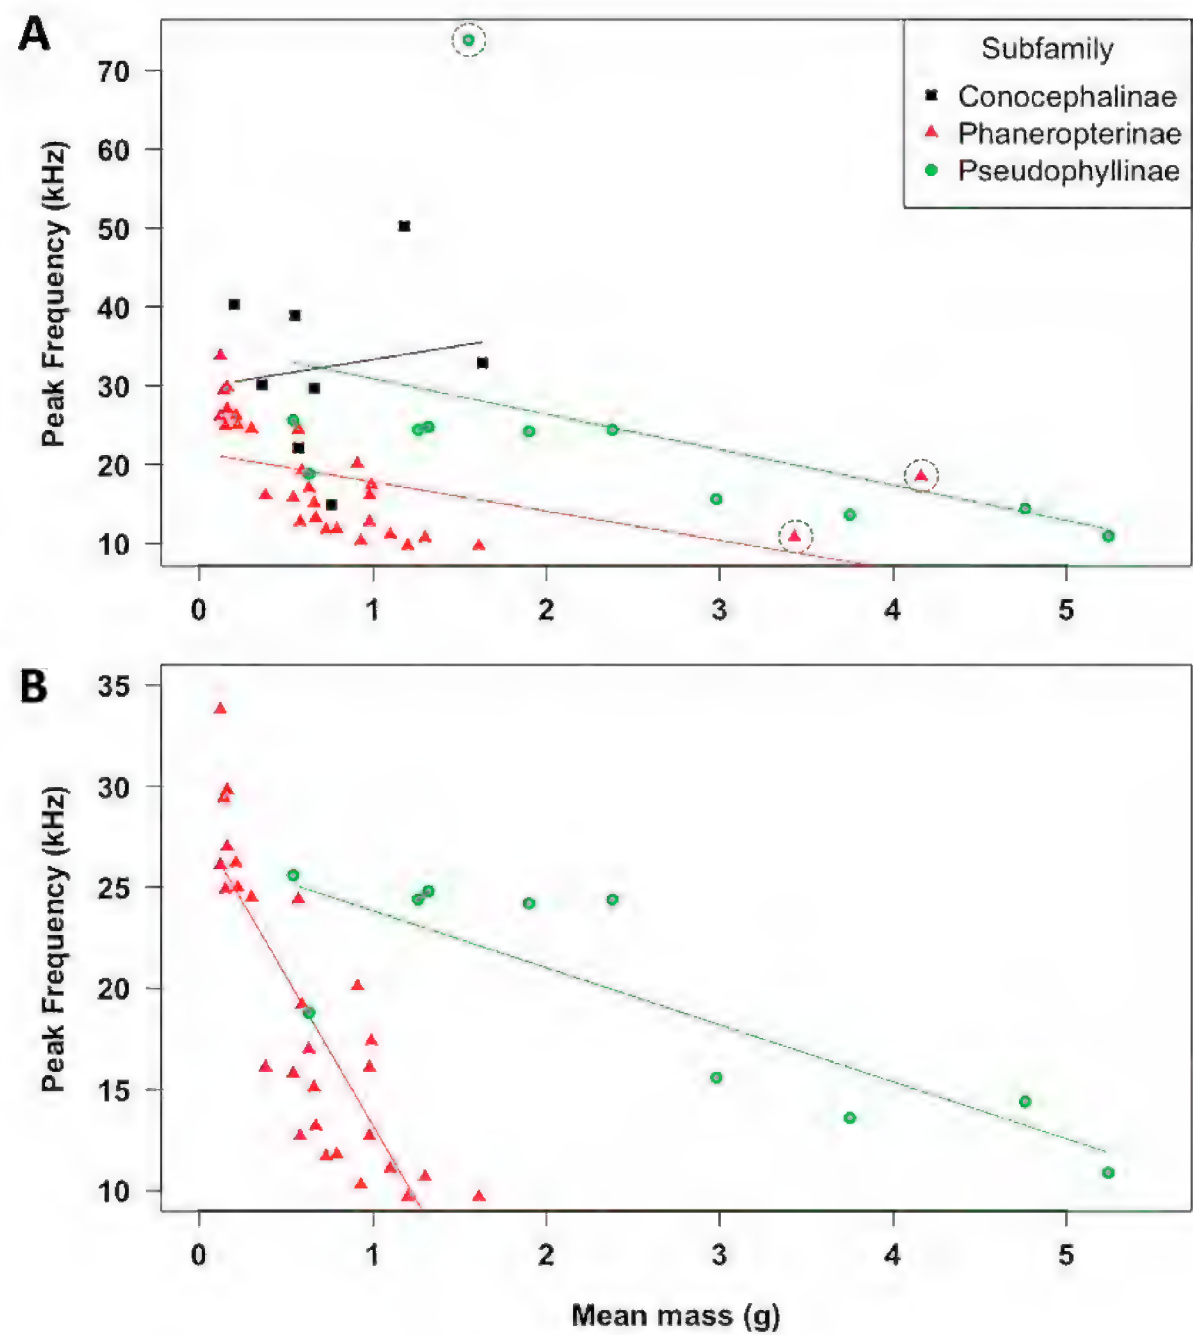 A
Subfamily
Conocephalinae
Phaneropterinae
Pseudophyllinae
Peak Frequency (kHz)
70
60
50
40
30
20
10
0 1 2 3 4 5
B
Peak Frequency (kHz)
35
30
25
20
15
10
0 1 2 3 4 5
Mean mass (g)